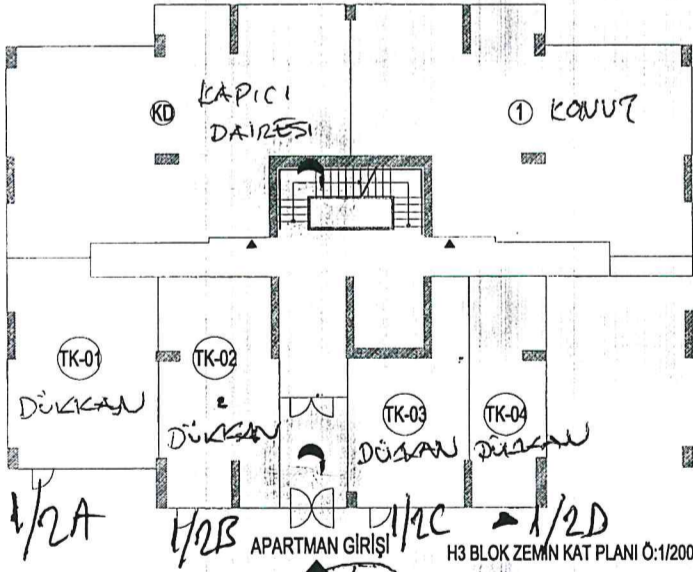 KD KAPICI
DAİRESİ
1 KONUT
TK-01
DÜKKAN
TK-02
DÜKKAN
TK-03
DÜKKAN
TK-04
DÜKKAN
1/2A
1/2B
1/2C
1/2D
APARTMAN GİRİŞİ
H3 BLOK ZEMİN KAT PLANI Ö:1/200